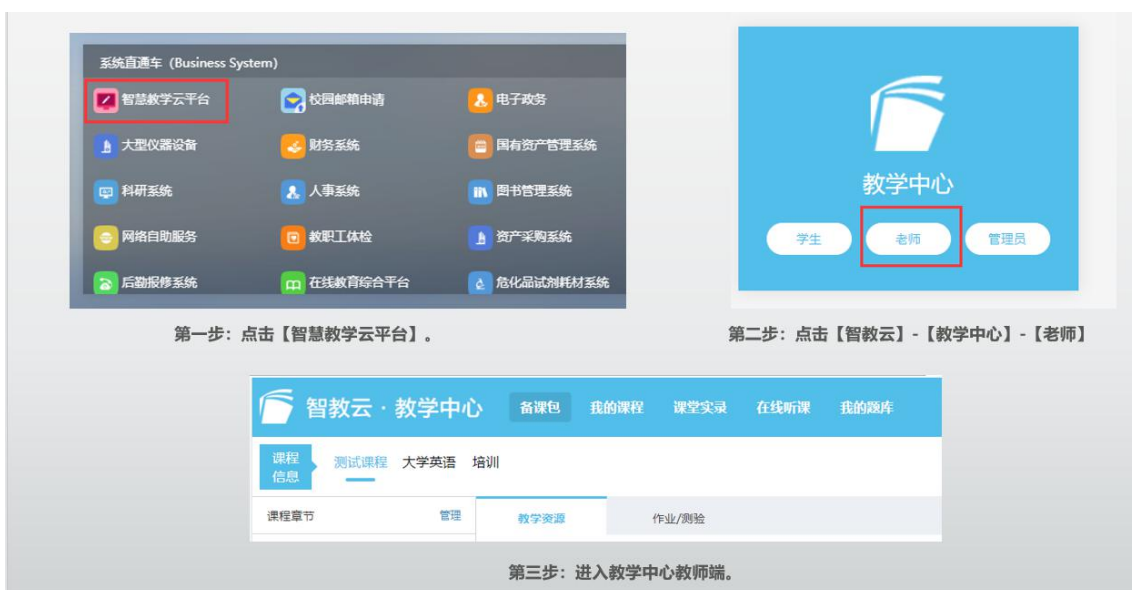 系统直通车（Business System）
智慧教学云平台 校园邮箱申请 电子政务
大型仪器设备 财务系统 国有资产管理系统
科研系统 人事系统 图书管理系统
网络自助服务 教职工体检 资产采购系统
后勤报修系统 在线教育综合平台 危化品试剂耗材系统
第一步：点击【智慧教学云平台】。
教学中心
学生 老师 管理员
第二步：点击【智教云】-【教学中心】-【老师】
智教云·教学中心 备课包 我的课程 课堂实录 在线听课 我的题库
课程
信息
测试课程 大学英语 培训
课程章节 管理 教学资源 作业/测验
第三步：进入教学中心教师端。